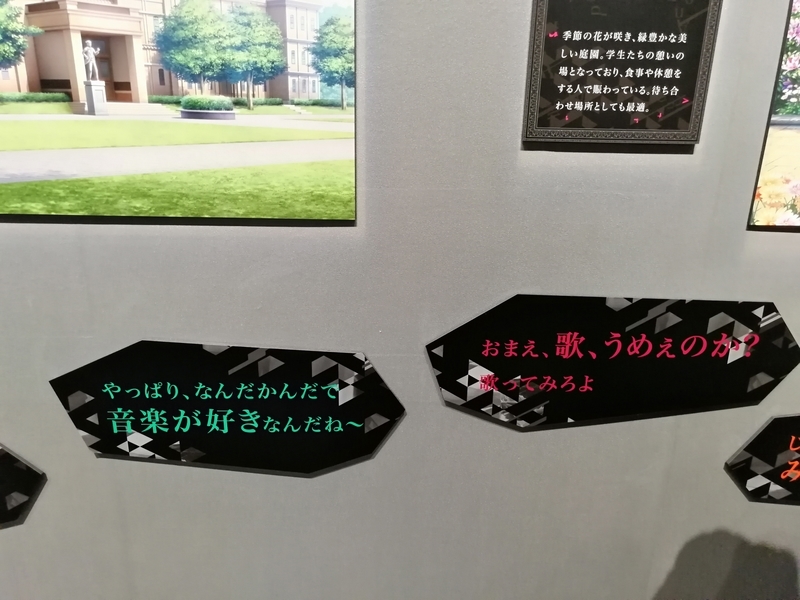 季節の花が咲き、緑豊かな美
しい庭園。学生たちの憩いの
場となっており、食事や休憩を
する人で賑わっている。待ち合
わせ場所としても最適。
おまえ、歌、うめぇのか?
歌ってみろよ
やっぱり、なんだかんだで
音楽が好きなんだね〜
し
み